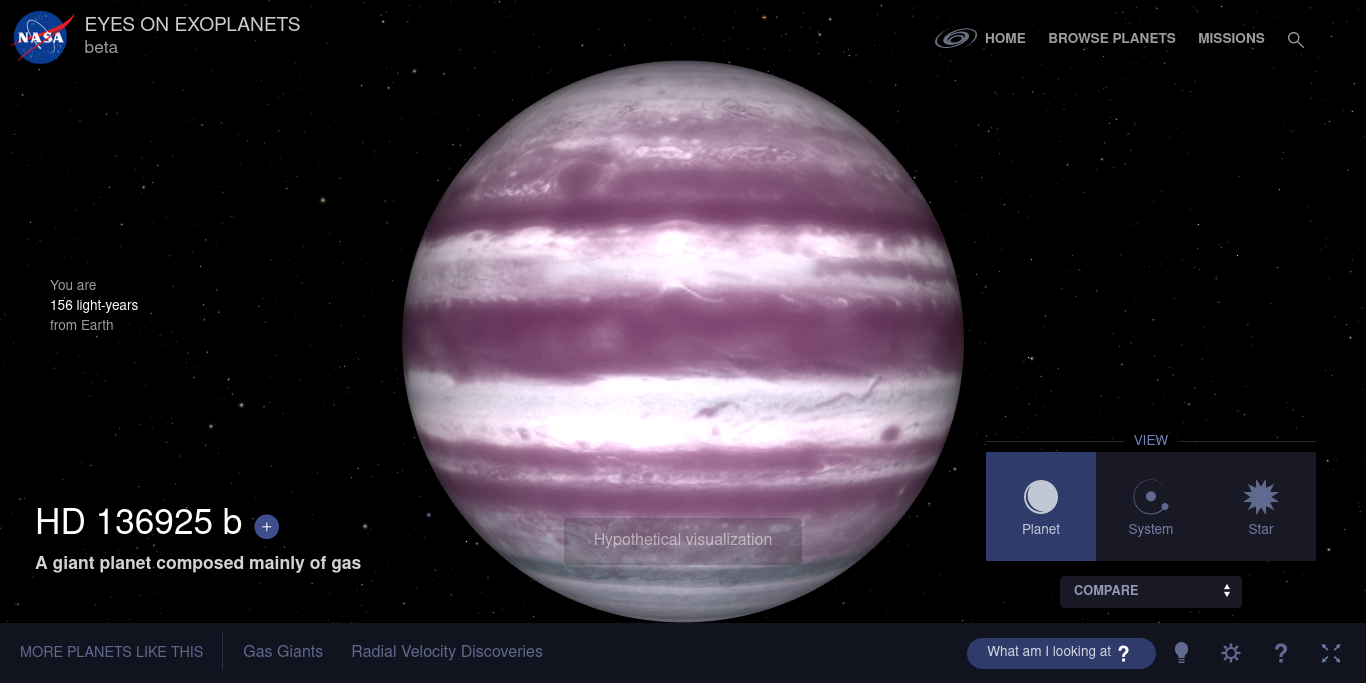 NASA
EYES ON EXOPLANETS
beta
HOME
BROWSE PLANETS
MISSIONS
You are
156 light-years
from Earth
HD 136925 b +
A giant planet composed mainly of gas
Hypothetical visualization
VIEW
Planet
System
Star
COMPARE
MORE PLANETS LIKE THIS
Gas Giants
Radial Velocity Discoveries
What am I looking at ?
?